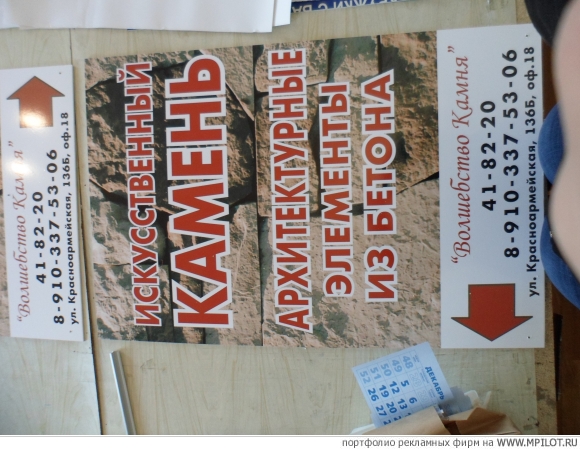 ИСКУССТВЕННЫЙ
КАМЕНЬ
АРХИТЕКТУРНЫЕ
ЭЛЕМЕНТЫ
ИЗ БЕТОНА
"Волшебство Камня"
41-82-20
8-910-337-53-06
ул. Красноармейская, 136Б, оф.18
"Волшебство Камня"
41-82-20
8-910-337-53-06
ул. Красноармейская, 136Б, оф.18
ДЕКАБРЬ
портфолио рекламных фирм на WWW.MPILOT.RU